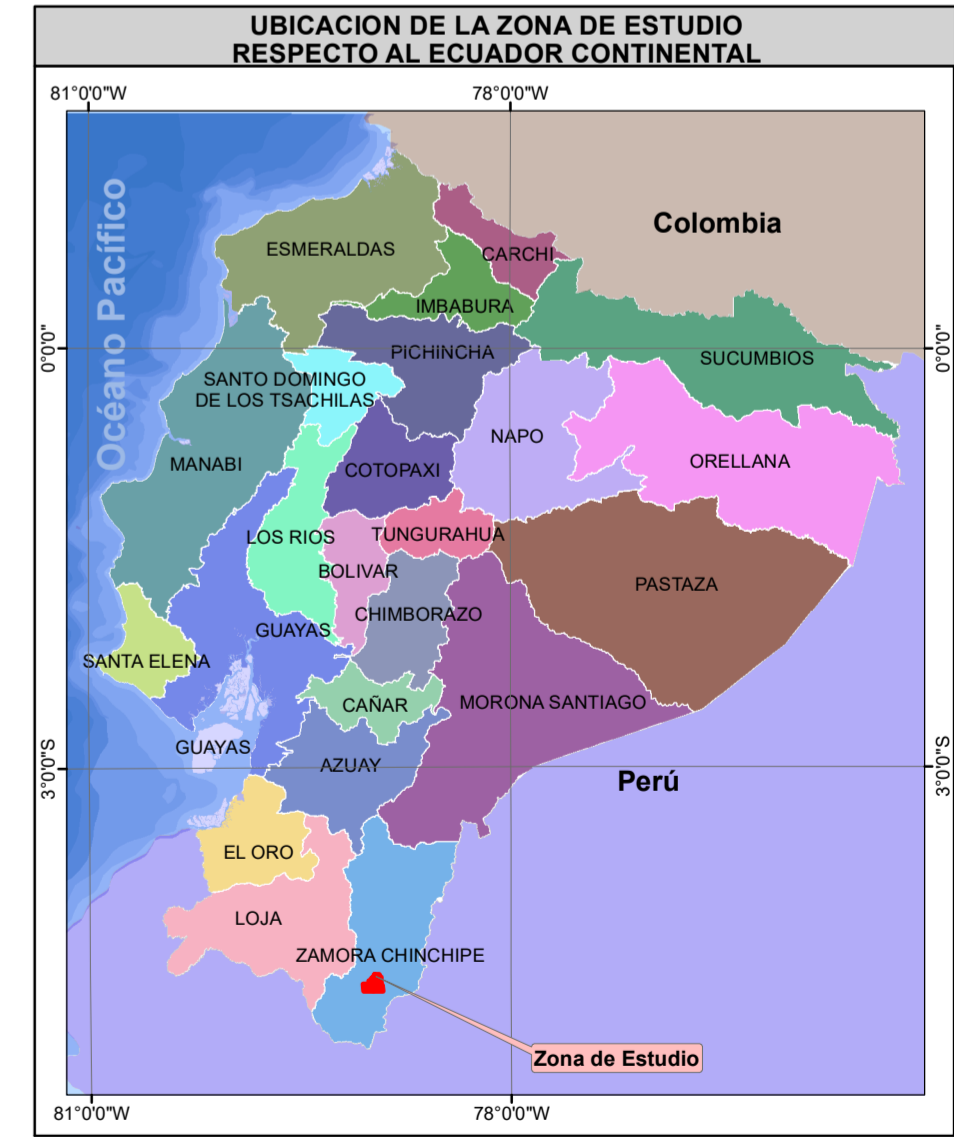 UBICACION DE LA ZONA DE ESTUDIO
RESPECTO AL ECUADOR CONTINENTAL
81°0'0"W
78°0'0"W
Océano Pacífico
Colombia
ESMERALDAS
CARCHI
IMBABURA
0°0'0"
PICHINCHA
0°0'0"
SUCUMBIOS
SANTO DOMINGO
DE LOS TSACHILAS
NAPO
MANABI
COTOPAXI
ORELLANA
LOS RIOS
TUNGURAHUA
BOLIVAR
PASTAZA
CHIMBORAZO
GUAYAS
SANTA ELENA
MORONA SANTIAGO
CAÑAR
GUAYAS
AZUAY
3°0'0"S
Perú
3°0'0"S
EL ORO
LOJA
ZAMORA CHINCHIPE
Zona de Estudio
81°0'0"W
78°0'0"W